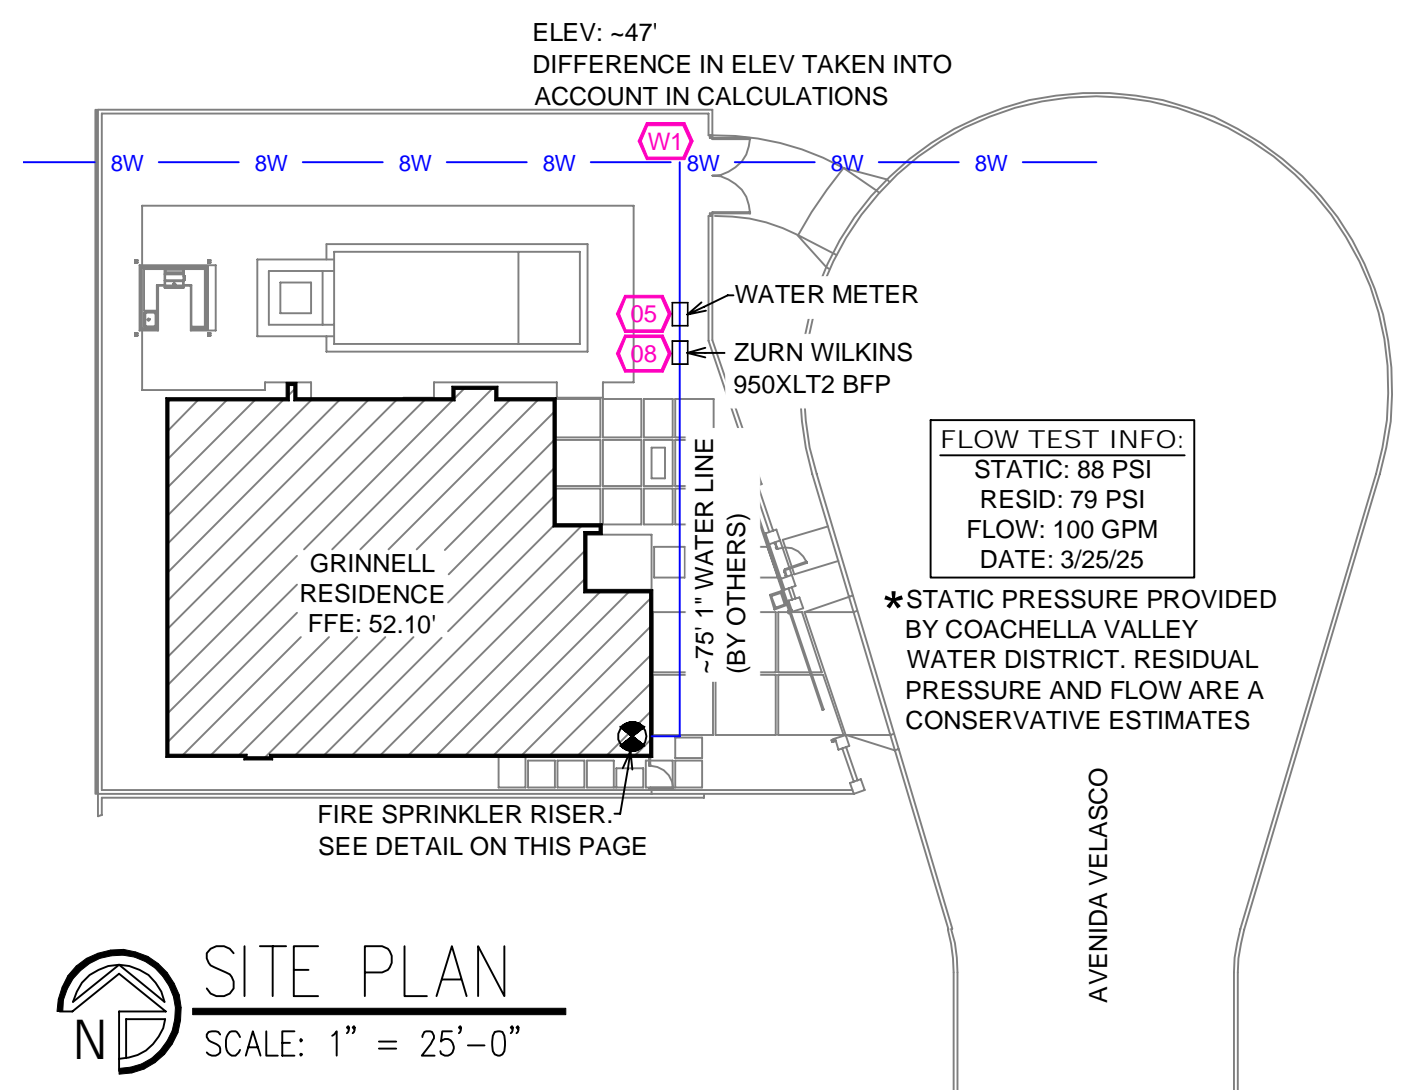 ELEV: ~47'
DIFFERENCE IN ELEV TAKEN INTO
ACCOUNT IN CALCULATIONS
W1
8W 8W 8W 8W 8W 8W 8W
05
WATER METER
08
ZURN WILKINS
950XLT2 BFP
~75' 1" WATER LINE
(BY OTHERS)
GRINNELL
RESIDENCE
FFE: 52.10'
FLOW TEST INFO:
STATIC: 88 PSI
RESID: 79 PSI
FLOW: 100 GPM
DATE: 3/25/25
*STATIC PRESSURE PROVIDED
BY COACHELLA VALLEY
WATER DISTRICT. RESIDUAL
PRESSURE AND FLOW ARE A
CONSERVATIVE ESTIMATES
FIRE SPRINKLER RISER.
SEE DETAIL ON THIS PAGE
AVENIDA VELASCO
N
SITE PLAN
SCALE: 1" = 25'-0"